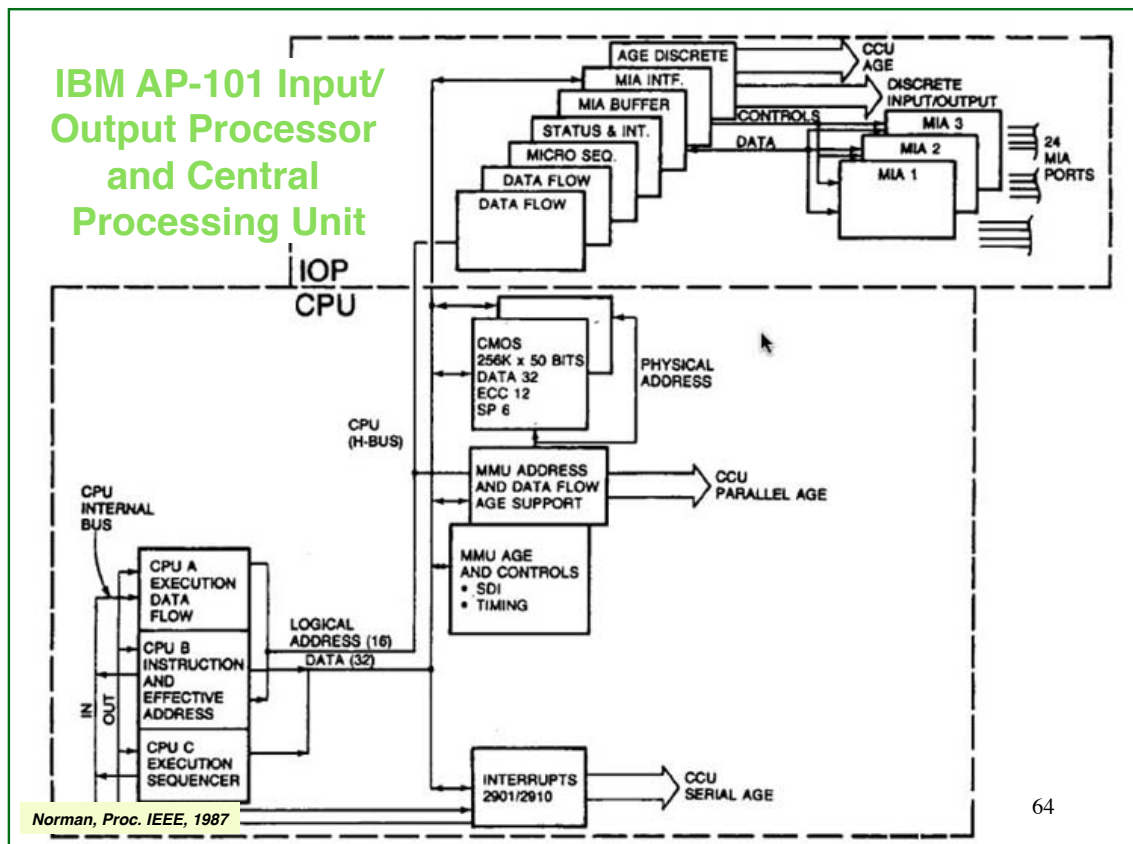 IBM AP-101 Input/
Output Processor
and Central
Processing Unit
AGE DISCRETE
MIA INTF.
MIA BUFFER
STATUS & INT.
MICRO SEQ.
DATA FLOW
DATA FLOW
CCU
AGE
DISCRETE
INPUT/OUTPUT
CONTROLS
DATA
MIA 3
MIA 2
MIA 1
24
MIA
PORTS
IOP
CPU
CMOS
256K x 50 BITS
DATA 32
ECC 12
SP 6
PHYSICAL
ADDRESS
CPU
(H-BUS)
MMU ADDRESS
AND DATA FLOW
AGE SUPPORT
CCU
PARALLEL AGE
MMU AGE
AND CONTROLS
• SDI
• TIMING
CPU
INTERNAL
BUS
CPU A
EXECUTION
DATA
FLOW
CPU B
INSTRUCTION
AND
EFFECTIVE
ADDRESS
CPU C
EXECUTION
SEQUENCER
IN
OUT
LOGICAL
ADDRESS (16)
DATA (32)
INTERRUPTS
2901/2910
CCU
SERIAL AGE
Norman, Proc. IEEE, 1987
64